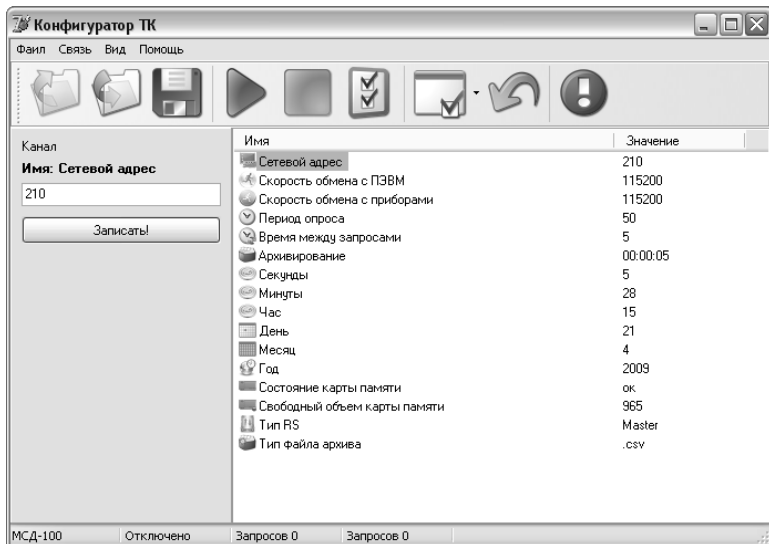 Конфигуратор ТК
Фаил Связь Вид Помощь
Канал
Имя: Сетевой адрес
210
Записать!
Имя Значение
Сетевой адрес 210
Скорость обмена с ПЭВМ 115200
Скорость обмена с приборами 115200
Период опроса 50
Время между запросами 5
Архивирование 00:00:05
Секунды 5
Минуты 28
Час 15
День 21
Месяц 4
Год 2009
Состояние карты памяти ок
Свободный объем карты памяти 965
Тип RS Master
Тип файла архива .csv
МСД-100 Отключено Запросов 0 Запросов 0